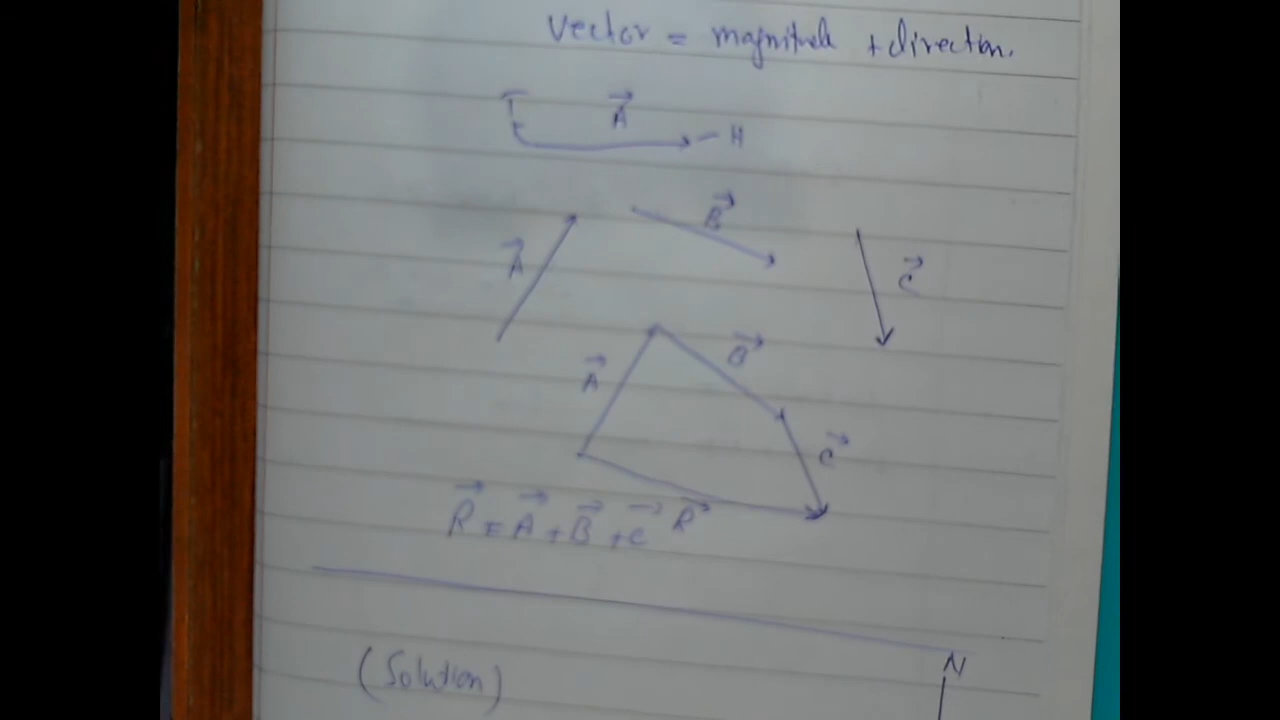 Vector = magnitude + direction.
T A⃗
- H
A⃗ B⃗ C⃗
A⃗ B⃗
C⃗
R⃗ = A⃗ + B⃗ + C⃗ R⃗
(Solution) N